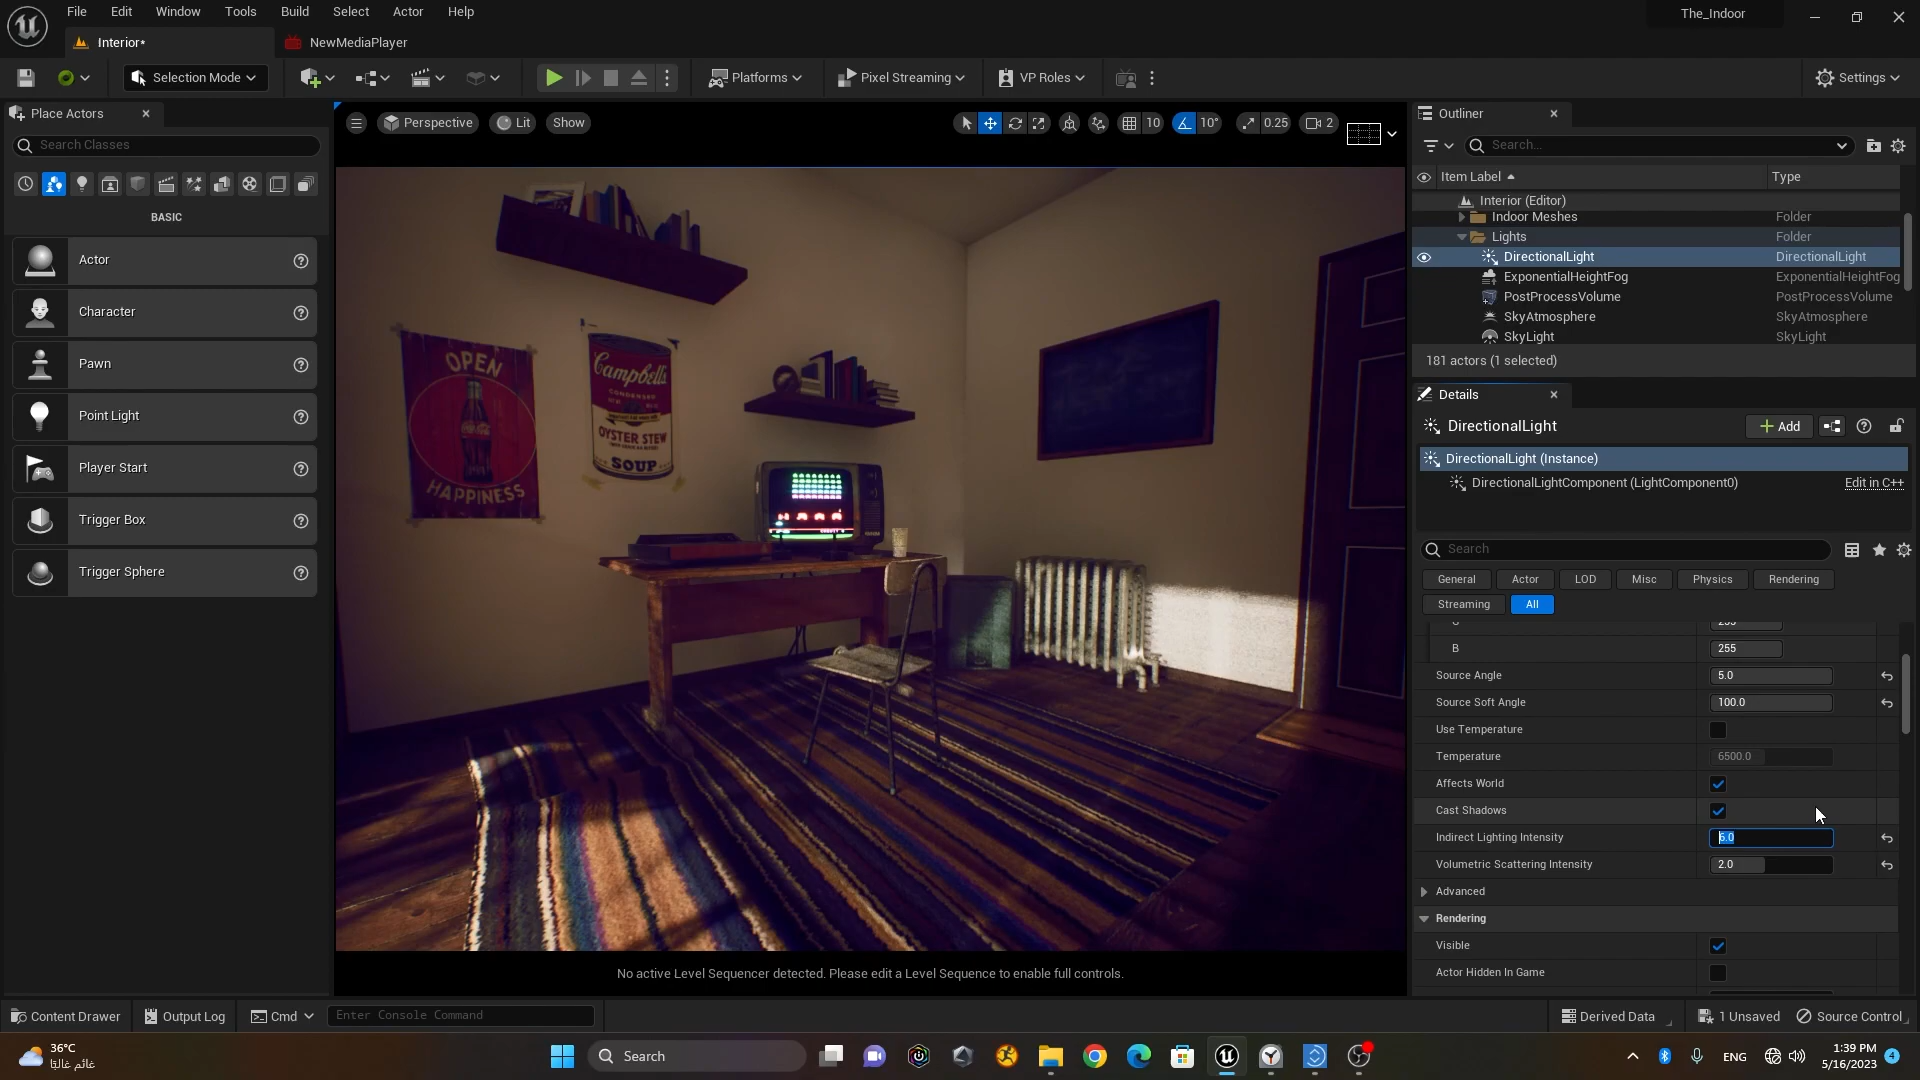 File Edit Window Tools Build Select Actor Help
The_Indoor
Interior*
NewMediaPlayer
Selection Mode
Platforms
Pixel Streaming
VP Roles
Settings
Place Actors
Search Classes
BASIC
Actor
Character
Pawn
Point Light
Player Start
Trigger Box
Trigger Sphere
Perspective
Lit
Show
10
10°
0.25
2
OPEN
HAPPINESS
Campbell's
CONDENSED
OYSTER STEW
SOUP
No active Level Sequencer detected. Please edit a Level Sequence to enable full controls.
Outliner
Search...
Item Label
Type
Interior (Editor)
Indoor Meshes Folder
Lights Folder
DirectionalLight DirectionalLight
ExponentialHeightFog ExponentialHeightFog
PostProcessVolume PostProcessVolume
SkyAtmosphere SkyAtmosphere
SkyLight SkyLight
181 actors (1 selected)
Details
DirectionalLight
Add
DirectionalLight (Instance)
DirectionalLightComponent (LightComponent0)
Edit in C++
Search
General Actor LOD Misc Physics Rendering
Streaming All
B 255
Source Angle 5.0
Source Soft Angle 100.0
Use Temperature
Temperature 6500.0
Affects World
Cast Shadows
Indirect Lighting Intensity 6.0
Volumetric Scattering Intensity 2.0
Advanced
Rendering
Visible
Actor Hidden In Game
Content Drawer
Output Log
Cmd
Enter Console Command
Derived Data
1 Unsaved
Source Control
36°C
غائم غالبًا
Search
ENG
1:39 PM
5/16/2023
4